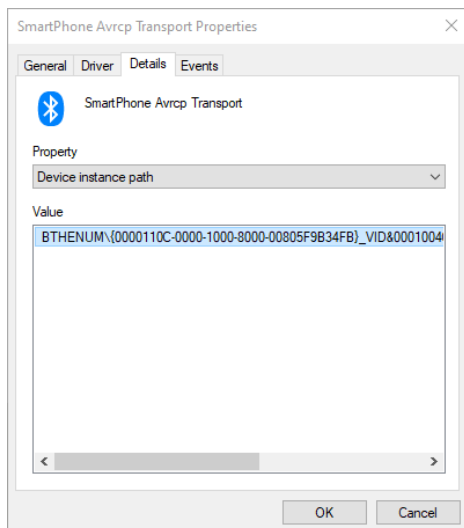 SmartPhone Avrcp Transport Properties
General Driver Details Events
SmartPhone Avrcp Transport
Property
Device instance path
Value
BTHENUM\{0000110C-0000-1000-8000-00805F9B34FB}_VID&0001004
OK Cancel